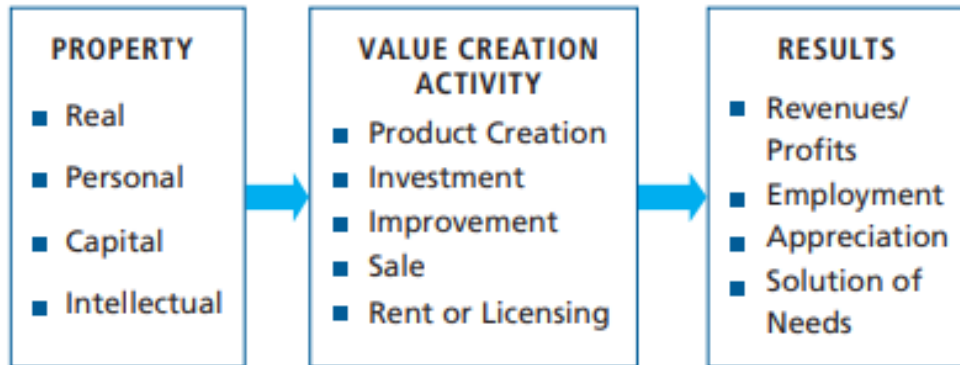 PROPERTY
Real
Personal
Capital
Intellectual
VALUE CREATION
ACTIVITY
Product Creation
Investment
Improvement
Sale
Rent or Licensing
RESULTS
Revenues/
Profits
Employment
Appreciation
Solution of
Needs